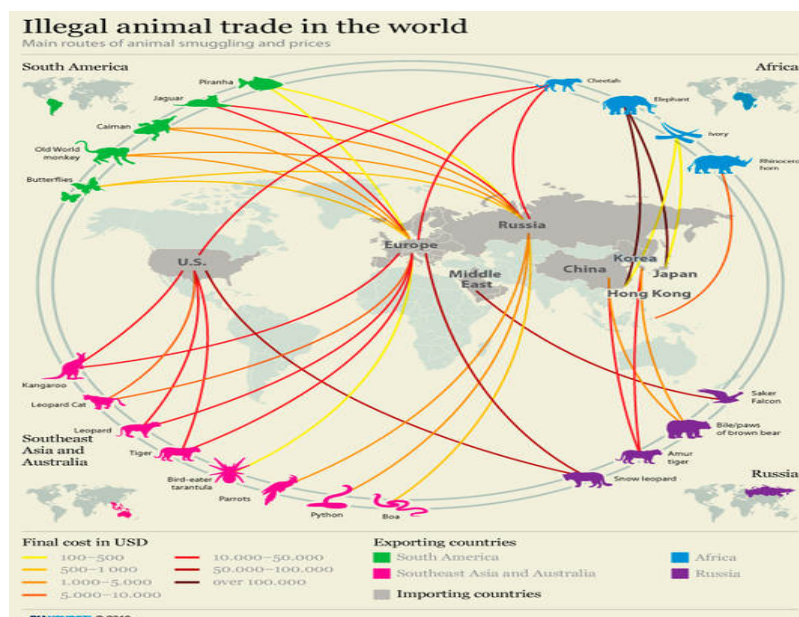 Illegal animal trade in the world
Main routes of animal smuggling and prices
South America
Africa
Piranha
Cheetah
Jaguar
Elephant
Caiman
Ivory
Old World
monkey
Rhinoceros
horn
Butterflies
Russia
Europe
U.S.
Middle
East
China
Korea
Japan
Hong Kong
Kangaroo
Leopard Cat
Leopard
Tiger
Southeast
Asia and
Australia
Bird-eater
tarantula
Parrots
Python
Boa
Saker
Falcon
Bile/paws
of brown bear
Amur
tiger
Snow leopard
Russia
Final cost in USD
100–500
500–1 000
1.000–5.000
5.000–10.000
10.000–50.000
50.000–100.000
over 100.000
Exporting countries
South America
Southeast Asia and Australia
Importing countries
Africa
Russia